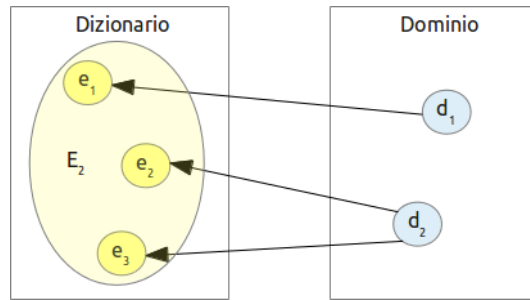 Dizionario
Dominio
e₁
d₁
E₂
e₂
d₂
e₃